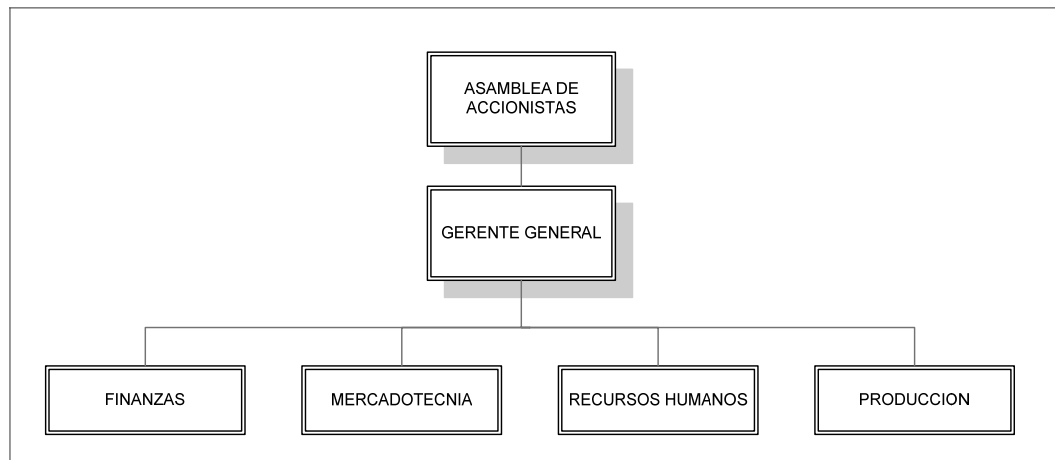 ASAMBLEA DE
ACCIONISTAS
GERENTE GENERAL
FINANZAS
MERCADOTECNIA
RECURSOS HUMANOS
PRODUCCION